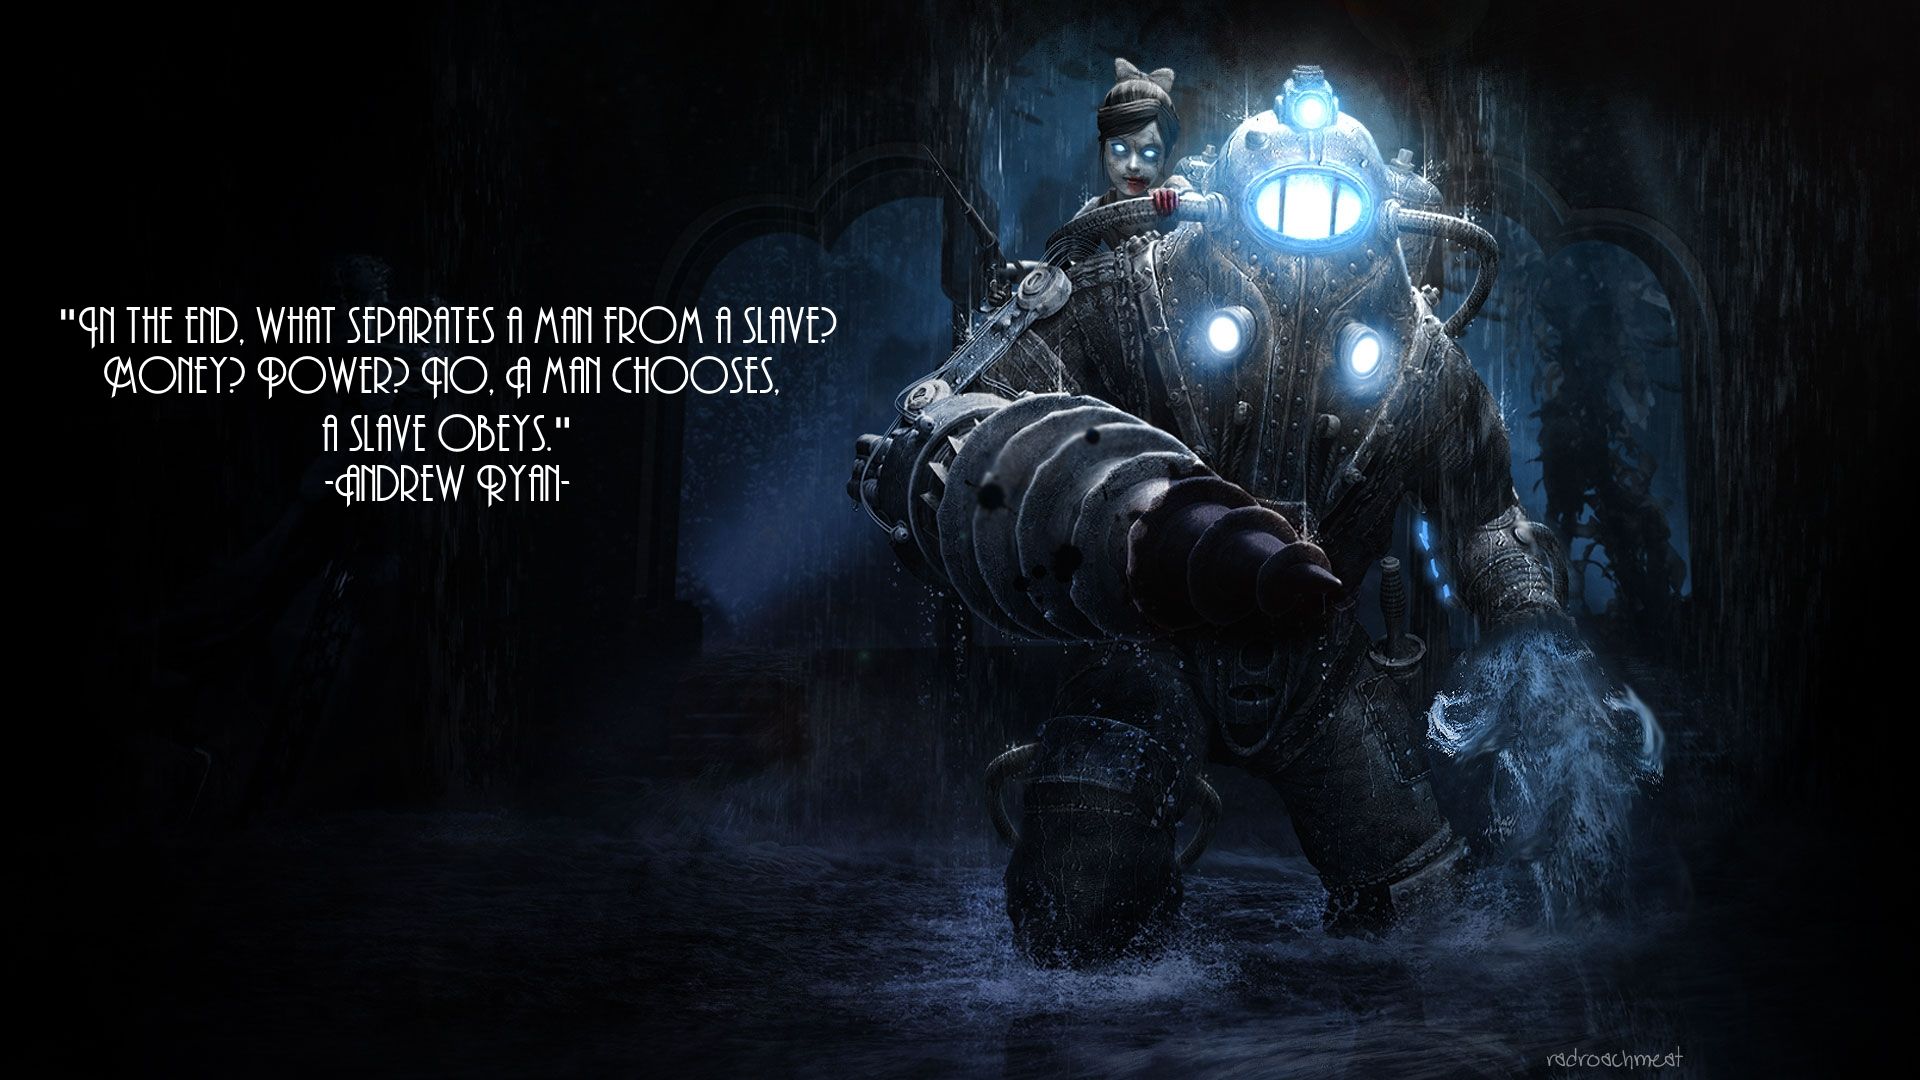 "In the end, what separates a man from a slave?
Money? Power? No, A man chooses,
a slave obeys."
-Andrew Ryan-
radroachmeat